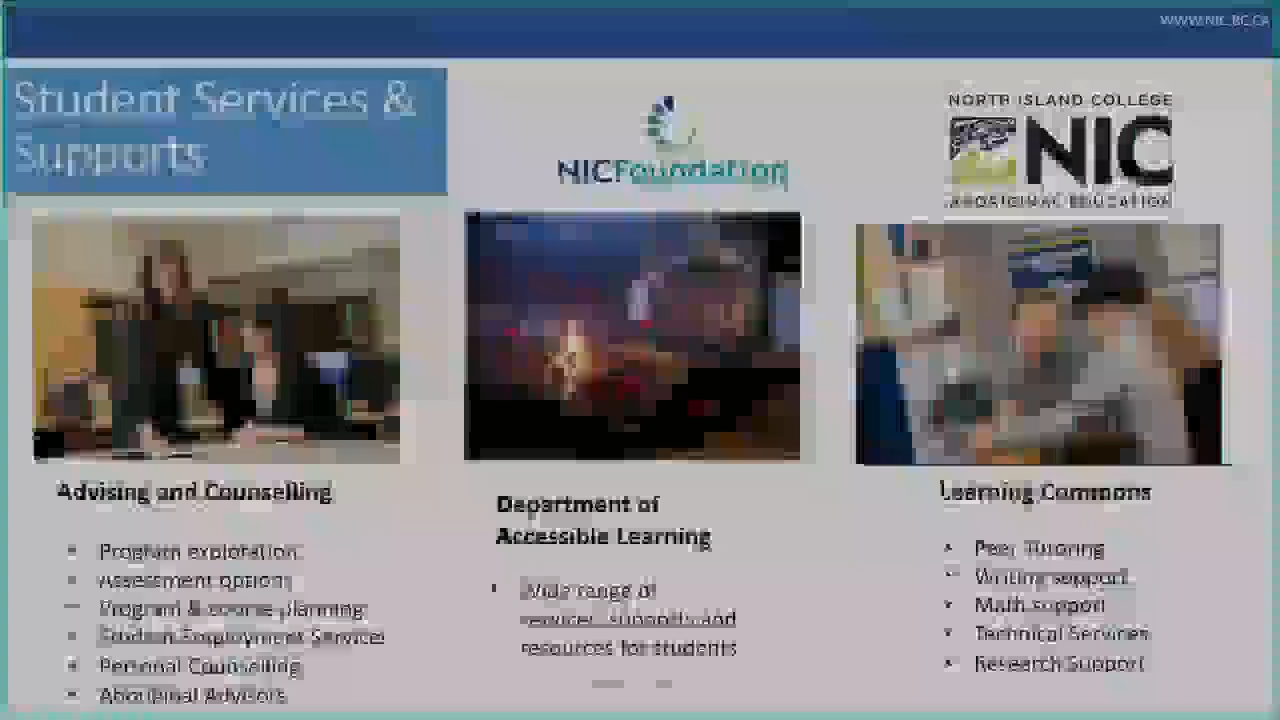 WWW.NIC.BC.CA
Student Services &
Supports
NICFoundation
NORTH ISLAND COLLEGE
NIC
ABORIGINAL EDUCATION
Advising and Counselling
• Program exploration
• Assessment options
• Program & course planning
• Student Employment Services
• Personal Counselling
• Aboriginal Advisors
Department of
Accessible Learning
• Wide range of
services, supports and
resources for students
Learning Commons
• Peer Tutoring
• Writing support
• Math support
• Technical Services
• Research Support